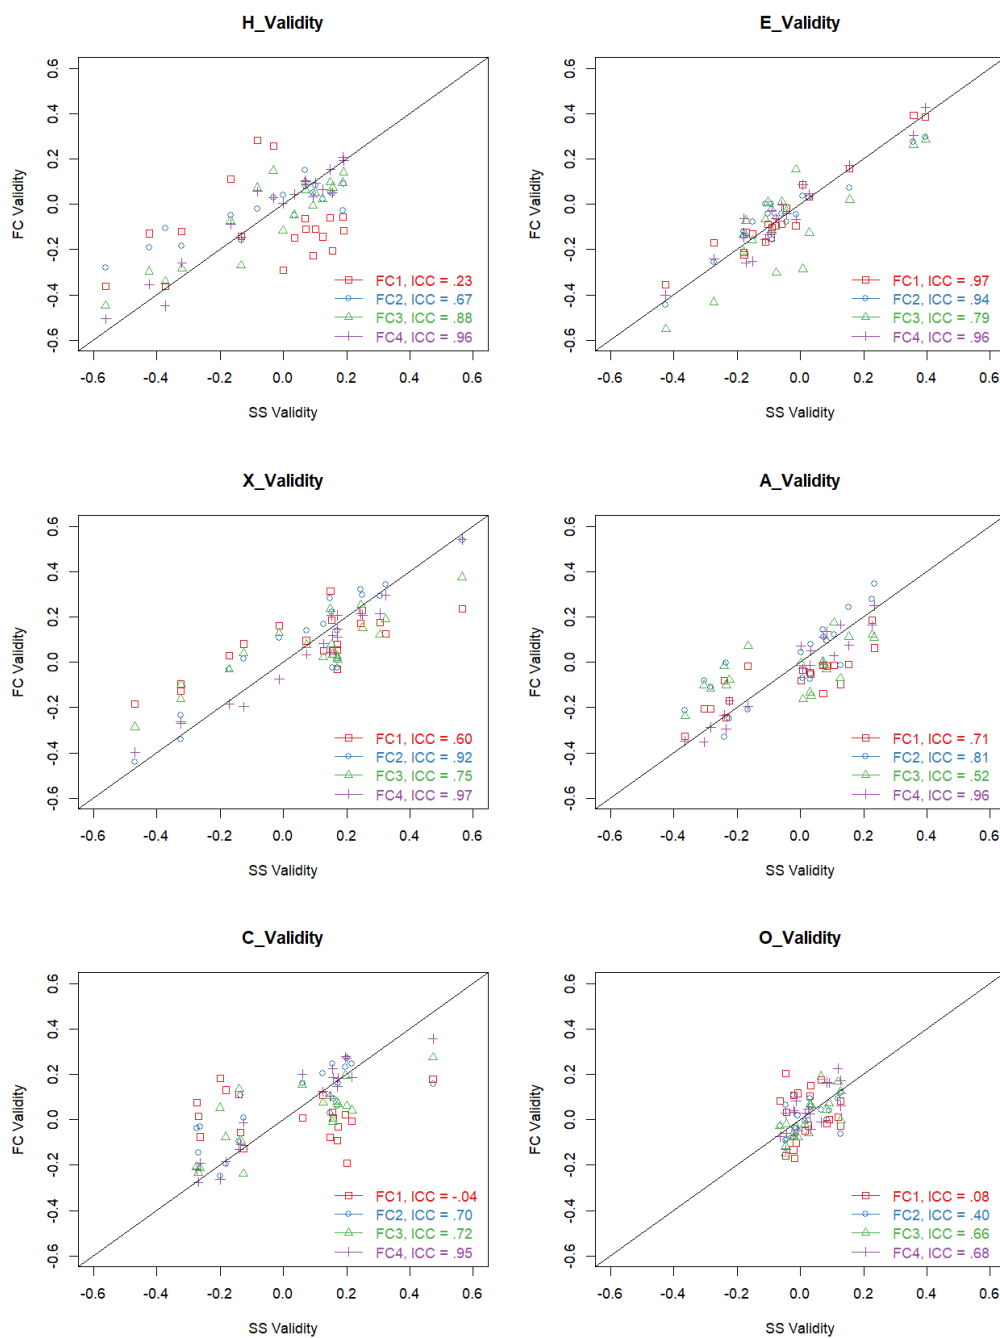 H_Validity
FC Validity
0.6
0.4
0.2
0.0
-0.2
-0.4
-0.6
FC1, ICC = .23
FC2, ICC = .67
FC3, ICC = .88
FC4, ICC = .96
-0.6 -0.4 -0.2 0.0 0.2 0.4 0.6
SS Validity
E_Validity
FC Validity
0.6
0.4
0.2
0.0
-0.2
-0.4
-0.6
FC1, ICC = .97
FC2, ICC = .94
FC3, ICC = .79
FC4, ICC = .96
-0.6 -0.4 -0.2 0.0 0.2 0.4 0.6
SS Validity
X_Validity
FC Validity
0.6
0.4
0.2
0.0
-0.2
-0.4
-0.6
FC1, ICC = .60
FC2, ICC = .92
FC3, ICC = .75
FC4, ICC = .97
-0.6 -0.4 -0.2 0.0 0.2 0.4 0.6
SS Validity
A_Validity
FC Validity
0.6
0.4
0.2
0.0
-0.2
-0.4
-0.6
FC1, ICC = .71
FC2, ICC = .81
FC3, ICC = .52
FC4, ICC = .96
-0.6 -0.4 -0.2 0.0 0.2 0.4 0.6
SS Validity
C_Validity
FC Validity
0.6
0.4
0.2
0.0
-0.2
-0.4
-0.6
FC1, ICC = -.04
FC2, ICC = .70
FC3, ICC = .72
FC4, ICC = .95
-0.6 -0.4 -0.2 0.0 0.2 0.4 0.6
SS Validity
O_Validity
FC Validity
0.6
0.4
0.2
0.0
-0.2
-0.4
-0.6
FC1, ICC = .08
FC2, ICC = .40
FC3, ICC = .66
FC4, ICC = .68
-0.6 -0.4 -0.2 0.0 0.2 0.4 0.6
SS Validity